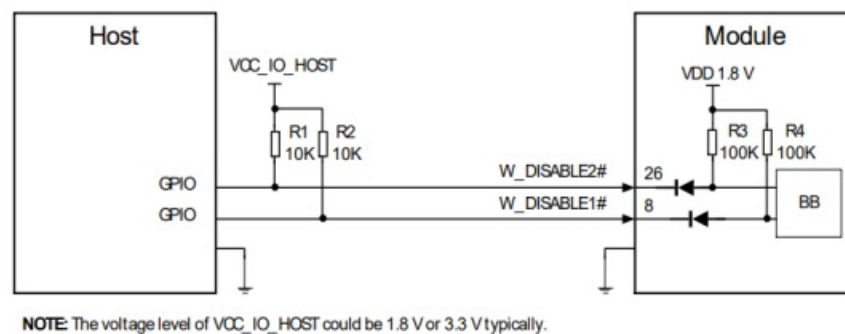 Host
Module
VCC_IO_HOST
VDD 1.8 V
R1
10K
R2
10K
R3
100K
R4
100K
GPIO
W_DISABLE2#
26
GPIO
W_DISABLE1#
8
BB
NOTE: The voltage level of VCC_IO_HOST could be 1.8 V or 3.3 V typically.